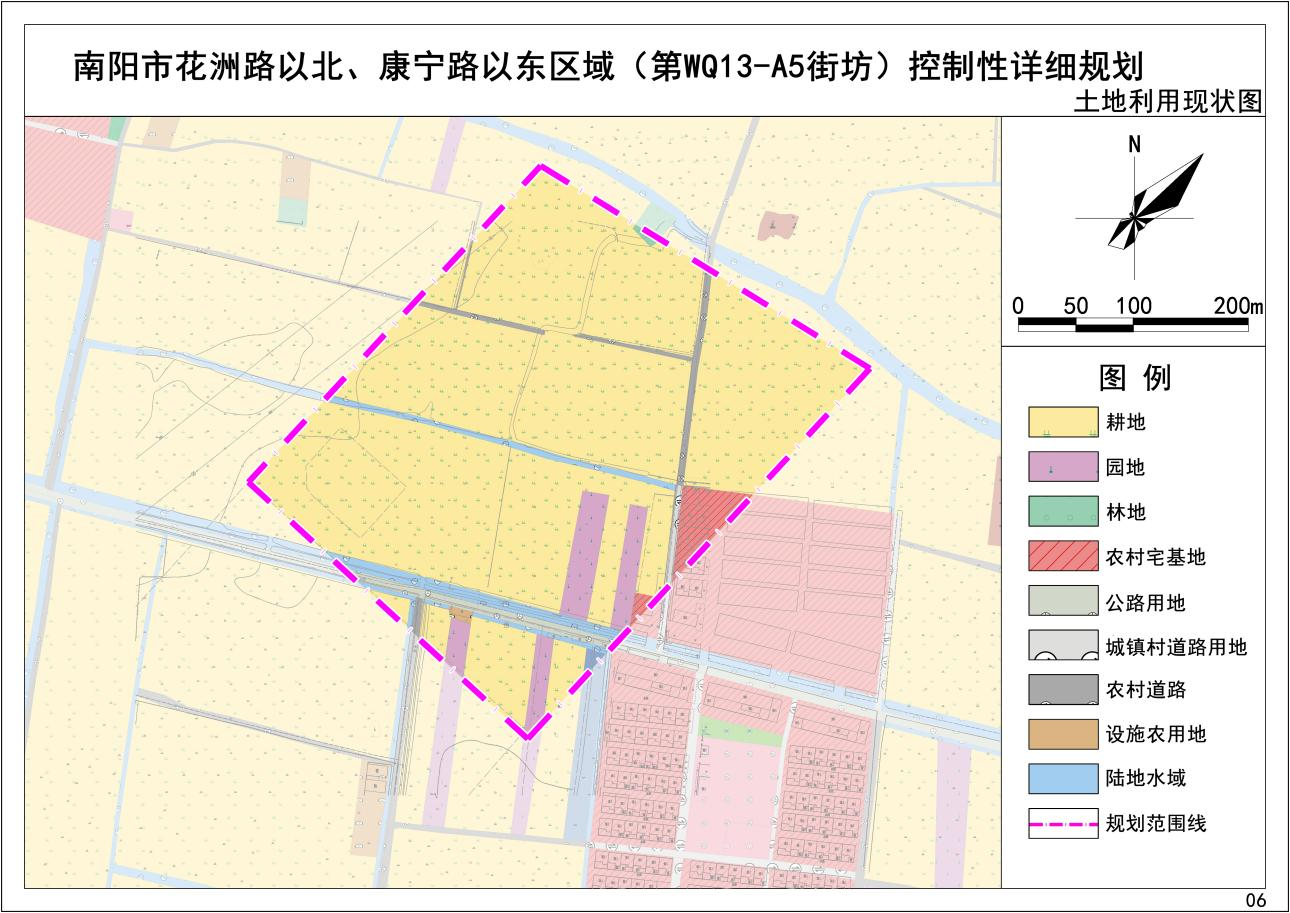 南阳市花洲路以北、康宁路以东区域（第WQ13-A5街坊）控制性详细规划
土地利用现状图
N
0 50 100 200m
图 例
耕地
园地
林地
农村宅基地
公路用地
城镇村道路用地
农村道路
设施农用地
陆地水域
规划范围线
06